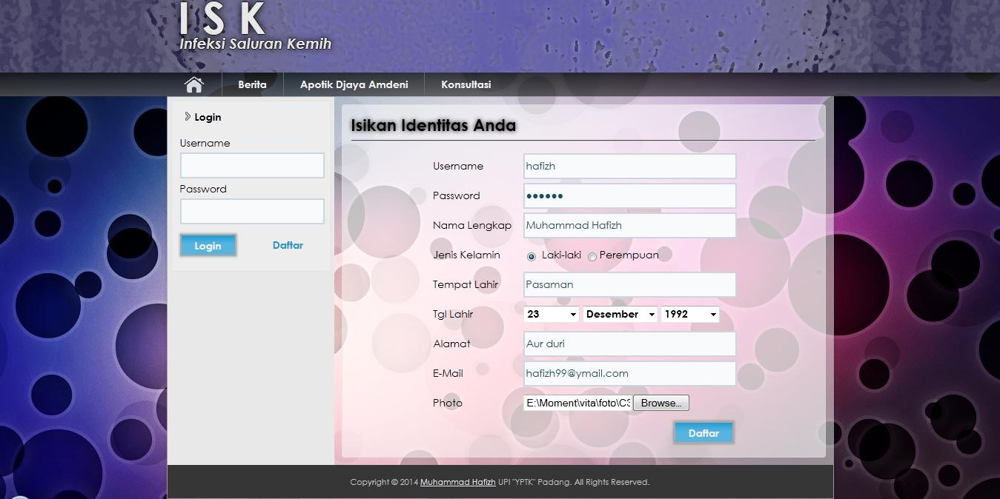 I S K
Infeksi Saluran Kemih
Berita Apotik Djaya Amdeni Konsultasi
Login
Username
Password
Login Daftar
Isikan Identitas Anda
Username hafizh
Password ••••••
Nama Lengkap Muhammad Hafizh
Jenis Kelamin Laki-laki Perempuan
Tempat Lahir Pasaman
Tgl Lahir 23 Desember 1992
Alamat Aur duri
E-Mail hafizh99@ymail.com
Photo E:\Moment\vita\foto\C3 Browse...
Daftar
Copyright © 2014 Muhammad Hafizh UPI "YPTK" Padang. All Rights Reserved.